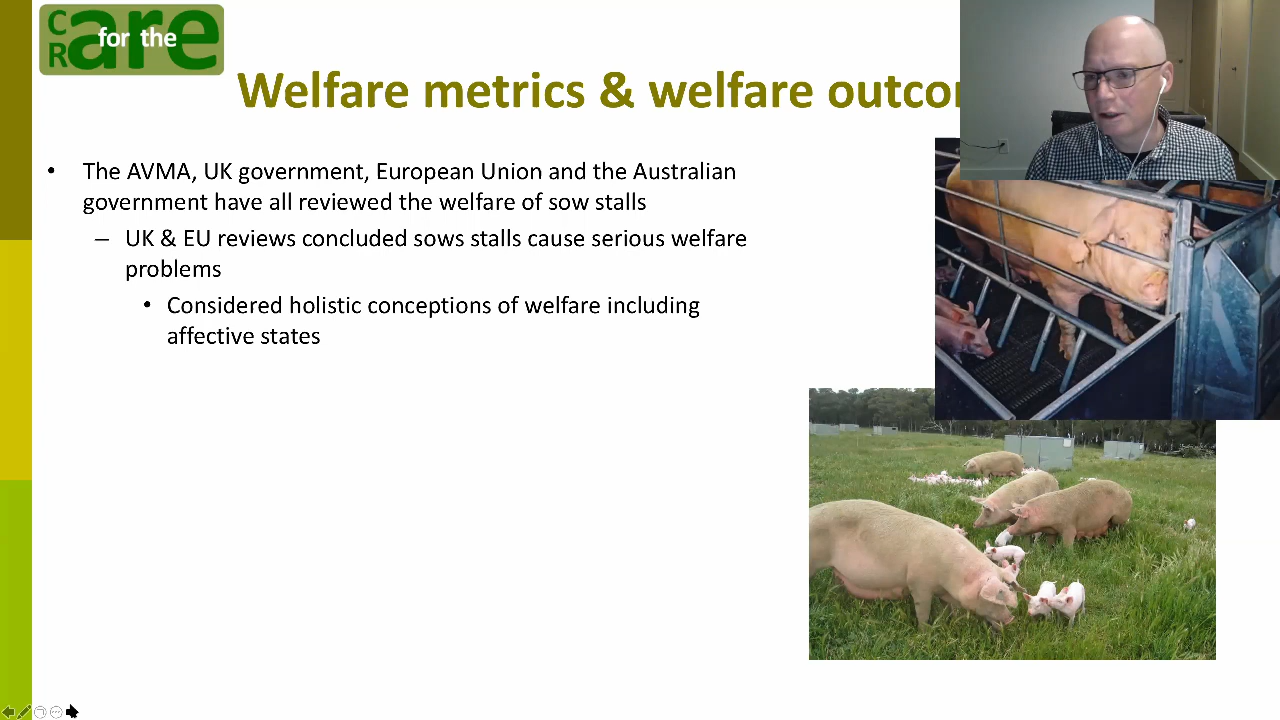 C
R are
for the
Welfare metrics & welfare outco
• The AVMA, UK government, European Union and the Australian
government have all reviewed the welfare of sow stalls
– UK & EU reviews concluded sows stalls cause serious welfare
problems
• Considered holistic conceptions of welfare including
affective states